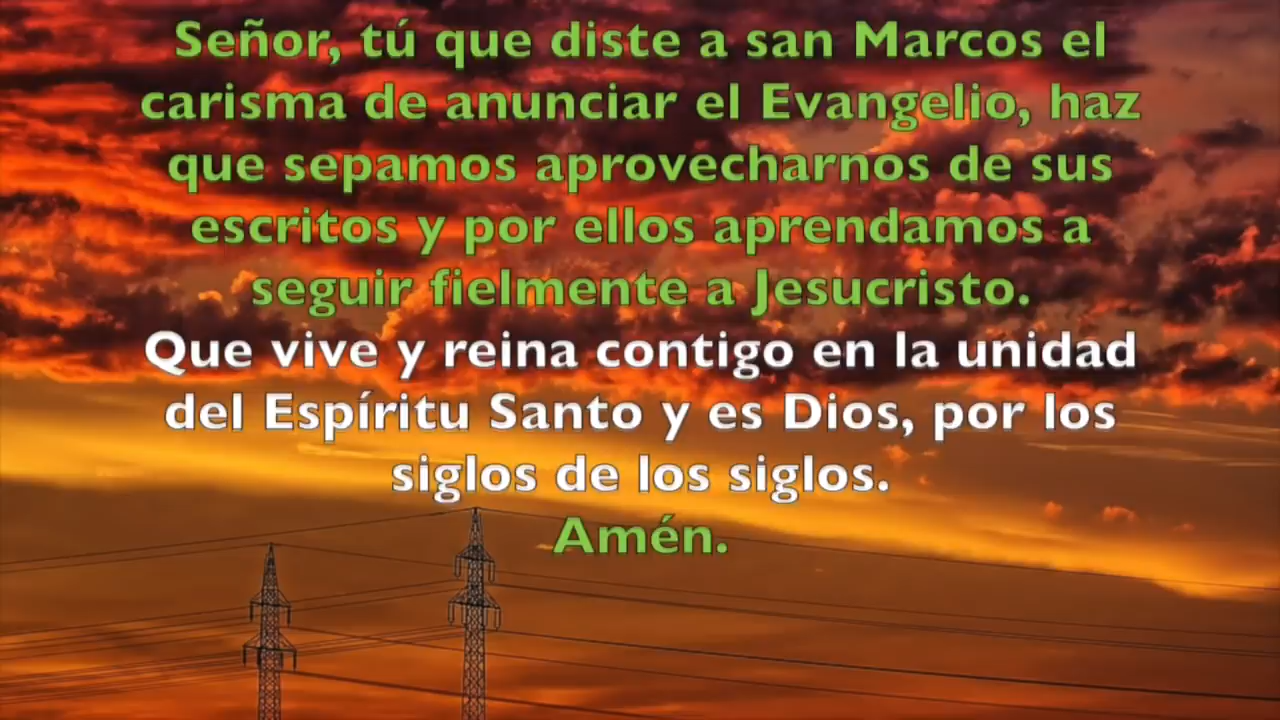 Señor, tú que diste a san Marcos el
carisma de anunciar el Evangelio, haz
que sepamos aprovecharnos de sus
escritos y por ellos aprendamos a
seguir fielmente a Jesucristo.
Que vive y reina contigo en la unidad
del Espíritu Santo y es Dios, por los
siglos de los siglos.
Amén.